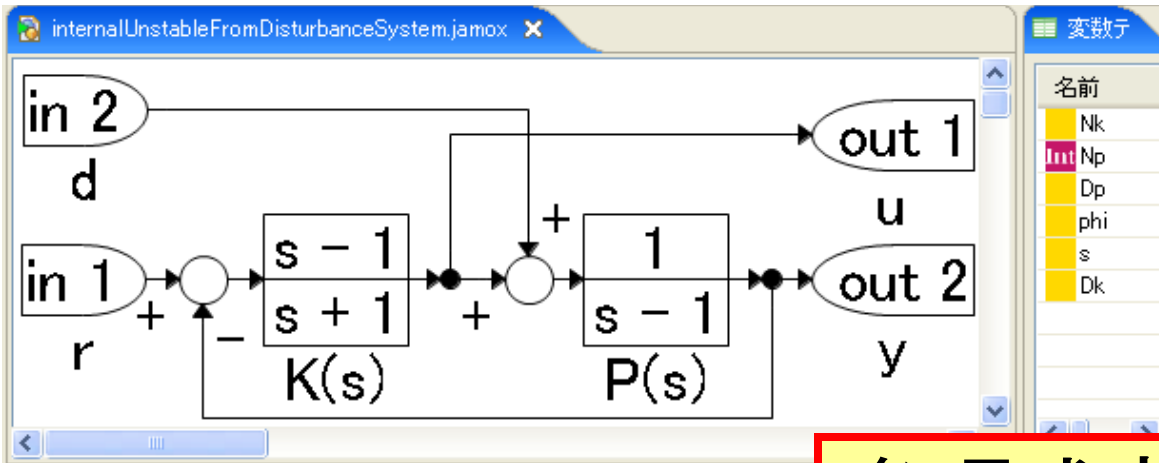 internalUnstableFromDisturbanceSystem.jamox
変数テ
in 2
d
out 1
u
in 1
r
+
−
s − 1
s + 1
K(s)
+
+
1
s − 1
P(s)
out 2
y
名前
Nk
Int Np
Dp
phi
s
Dk